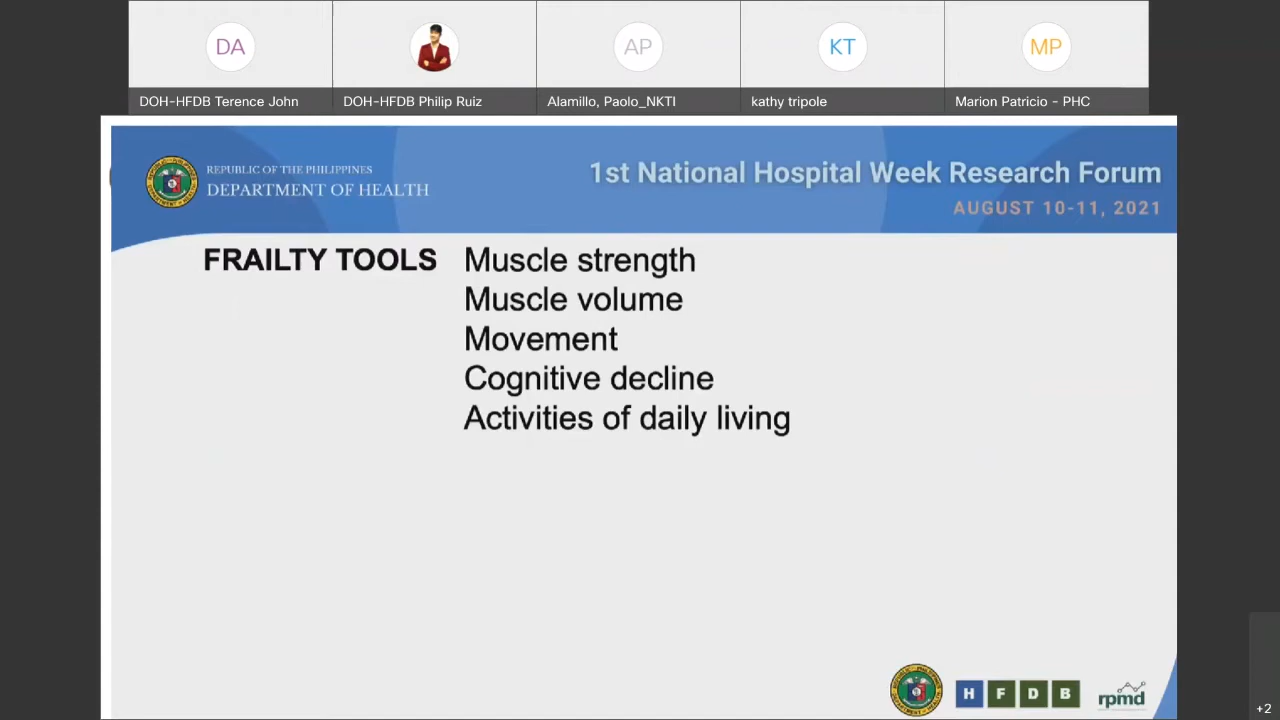 DA
AP
KT
MP
DOH-HFDB Terence John
DOH-HFDB Philip Ruiz
Alamillo, Paolo_NKTI
kathy tripole
Marion Patricio - PHC
REPUBLIC OF THE PHILIPPINES
DEPARTMENT OF HEALTH
1st National Hospital Week Research Forum
AUGUST 10-11, 2021
FRAILTY TOOLS
Muscle strength
Muscle volume
Movement
Cognitive decline
Activities of daily living
H F D B
rpmd
+2